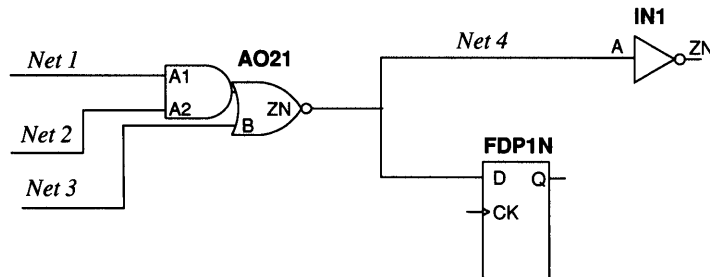 IN1
Net 4
A
ZN
Net 1
AO21
A1
A2
ZN
B
Net 2
Net 3
FDP1N
D
Q
CK